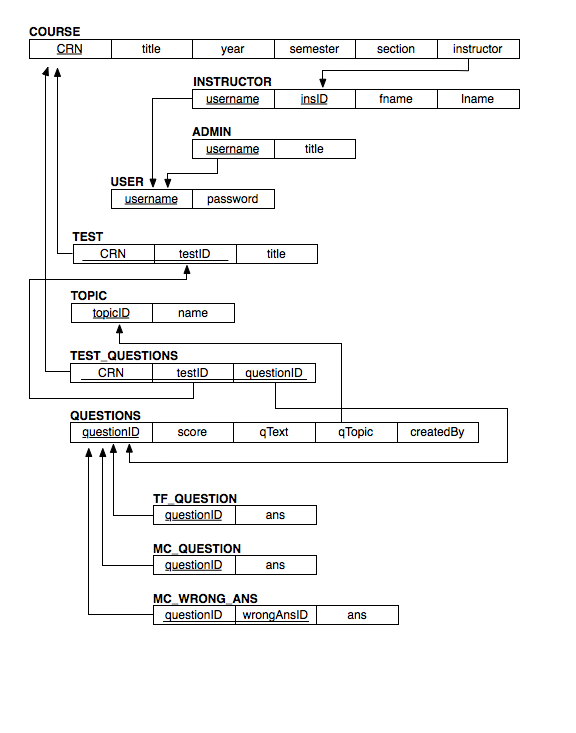 COURSE
CRN title year semester section instructor
INSTRUCTOR
username insID fname lname
ADMIN
username title
USER
username password
TEST
CRN testID title
TOPIC
topicID name
TEST_QUESTIONS
CRN testID questionID
QUESTIONS
questionID score qText qTopic createdBy
TF_QUESTION
questionID ans
MC_QUESTION
questionID ans
MC_WRONG_ANS
questionID wrongAnsID ans